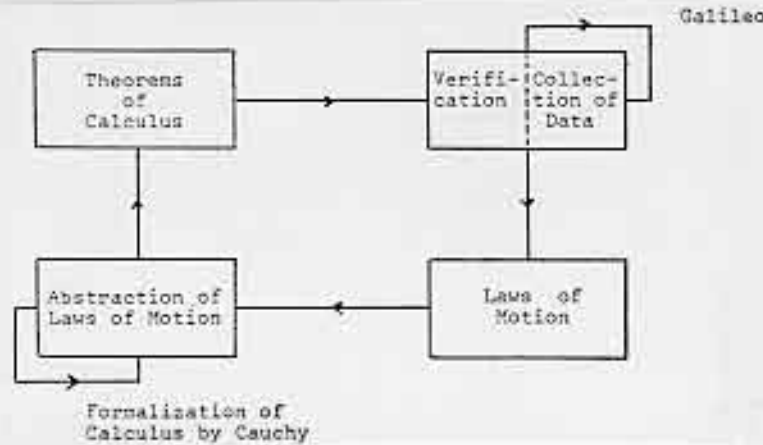 Galileo
Theorems
of
Calculus
Verifi-
cation
Collec-
tion of
Data
Abstraction of
Laws of Motion
Laws of
Motion
Formalization of
Calculus by Cauchy